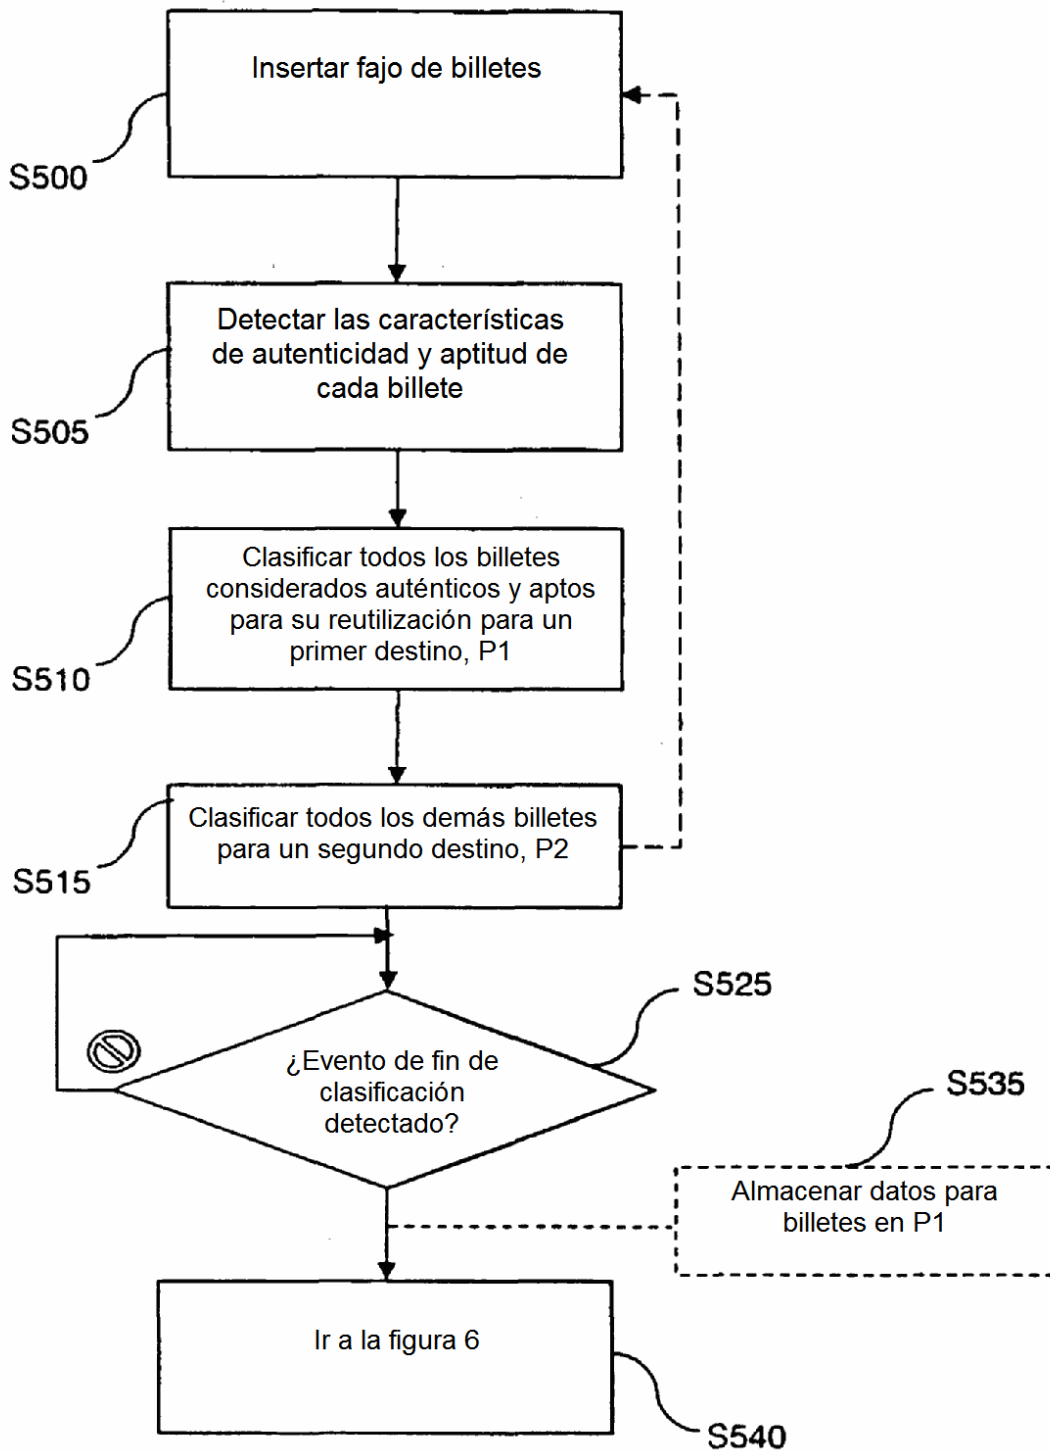 Insertar fajo de billetes
S500
Detectar las características
de autenticidad y aptitud de
cada billete
S505
Clasificar todos los billetes
considerados auténticos y aptos
para su reutilización para un
primer destino, P1
S510
Clasificar todos los demás billetes
para un segundo destino, P2
S515
S525
¿Evento de fin de
clasificación
detectado?
S535
Almacenar datos para
billetes en P1
Ir a la figura 6
S540